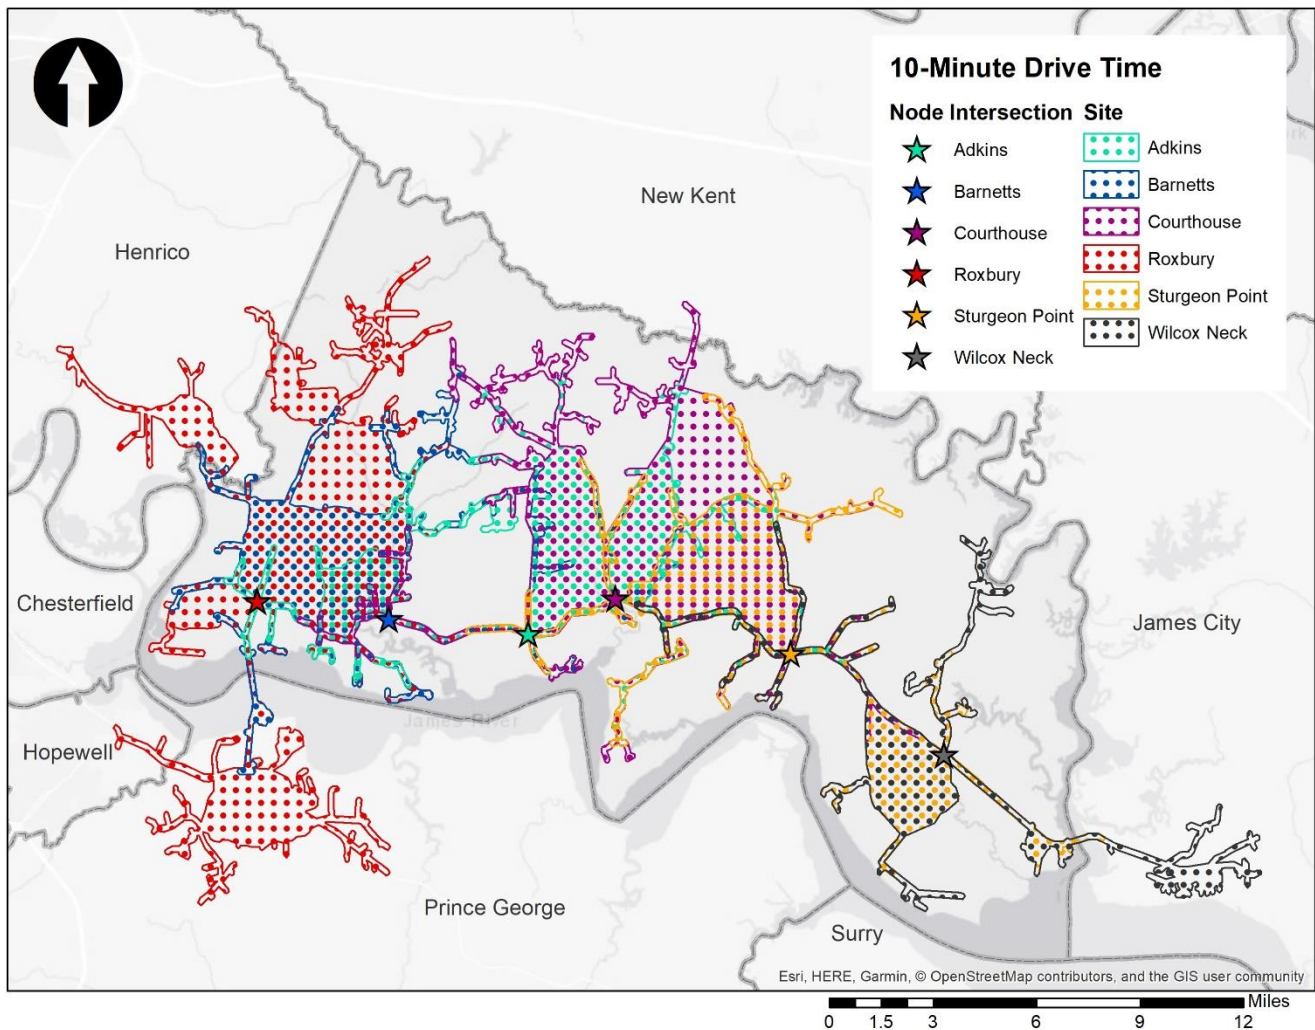 10-Minute Drive Time
Node Intersection Site
Adkins Adkins
Barnetts Barnetts
Courthouse Courthouse
Roxbury Roxbury
Sturgeon Point Sturgeon Point
Wilcox Neck Wilcox Neck
New Kent
Henrico
Chesterfield
James City
James River
Hopewell
Prince George
Surry
Esri, HERE, Garmin, © OpenStreetMap contributors, and the GIS user community
Miles
0 1.5 3 6 9 12